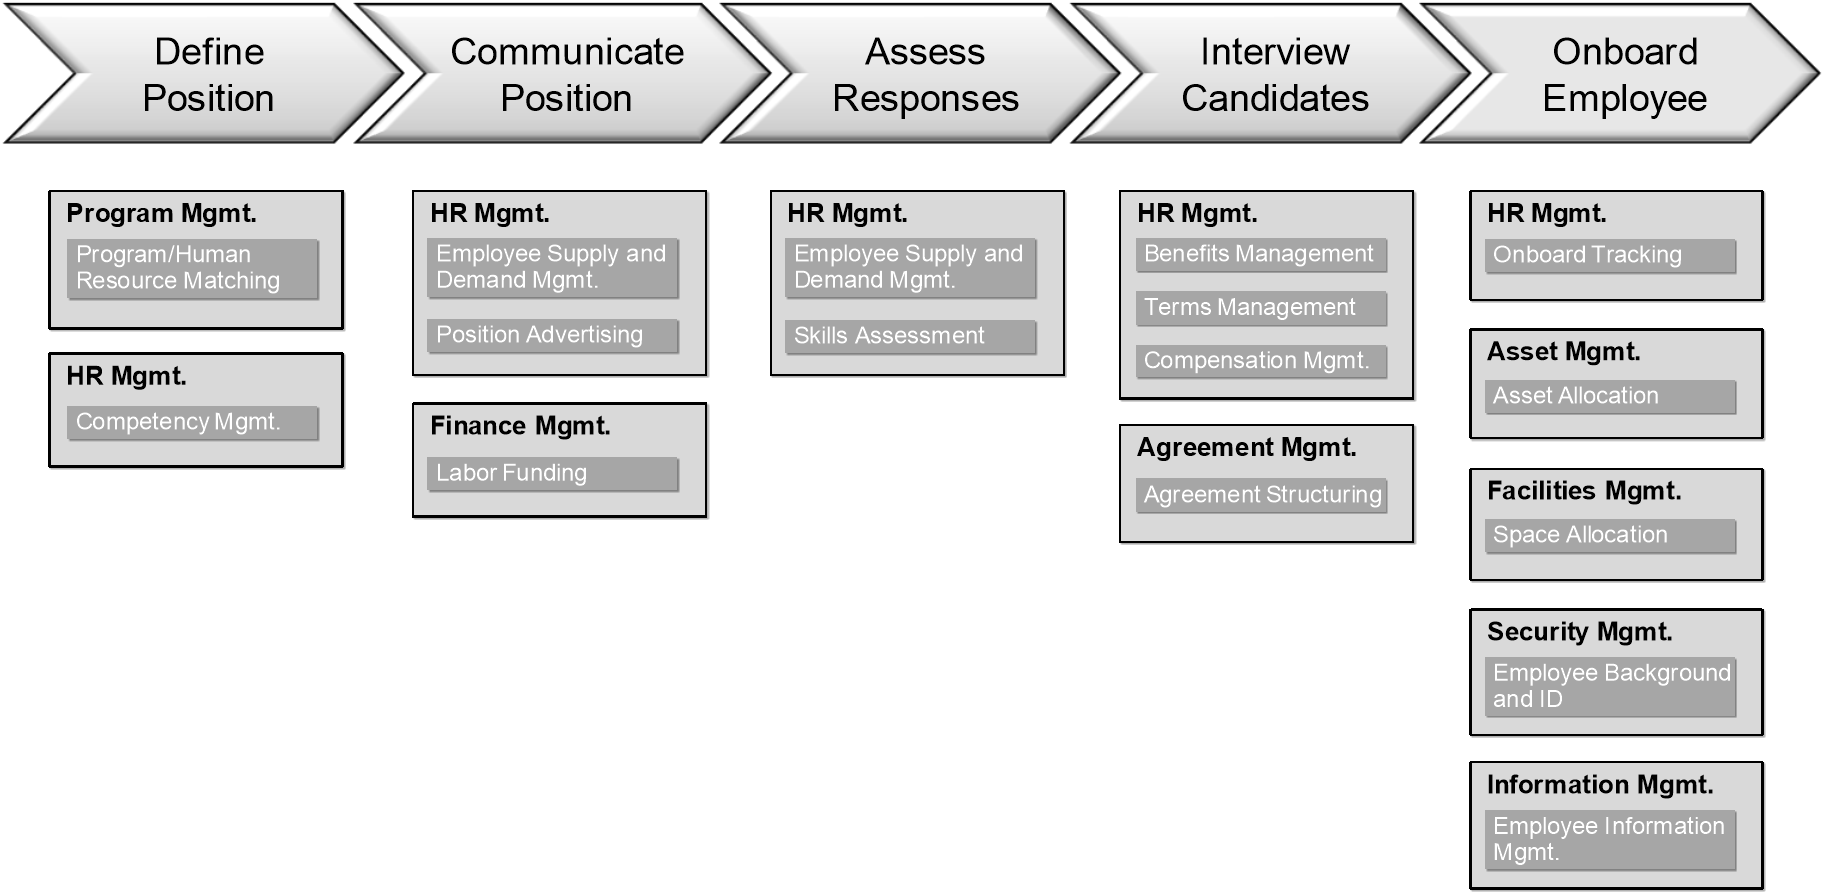 Define
Position
Communicate
Position
Assess
Responses
Interview
Candidates
Onboard
Employee
Program Mgmt.
Program/Human
Resource Matching
HR Mgmt.
Competency Mgmt.
HR Mgmt.
Employee Supply and
Demand Mgmt.
Position Advertising
Finance Mgmt.
Labor Funding
HR Mgmt.
Employee Supply and
Demand Mgmt.
Skills Assessment
HR Mgmt.
Benefits Management
Terms Management
Compensation Mgmt.
Agreement Mgmt.
Agreement Structuring
HR Mgmt.
Onboard Tracking
Asset Mgmt.
Asset Allocation
Facilities Mgmt.
Space Allocation
Security Mgmt.
Employee Background
and ID
Information Mgmt.
Employee Information
Mgmt.